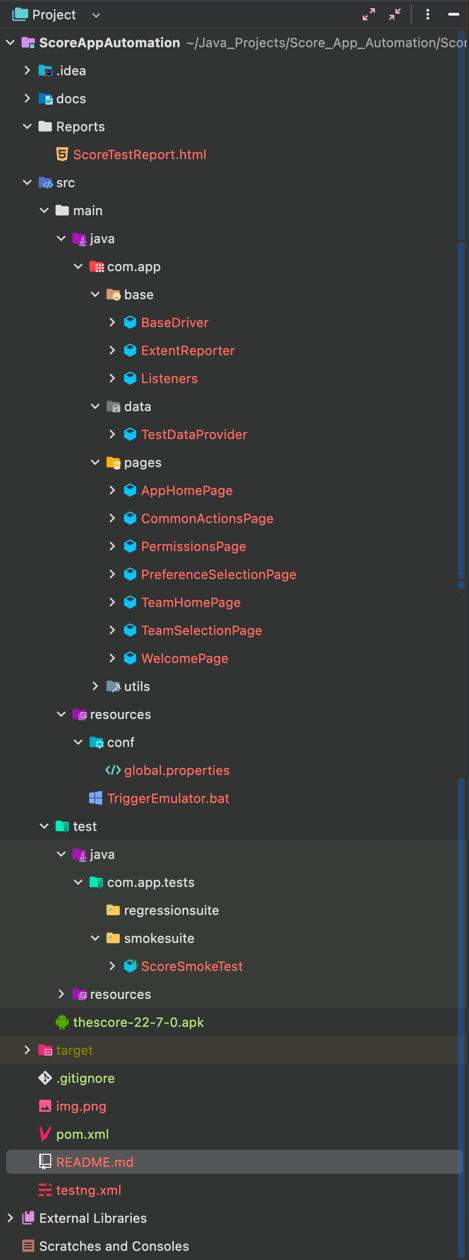 Project
ScoreAppAutomation ~/Java_Projects/Score_App_Automation/Scor
.idea
docs
Reports
ScoreTestReport.html
src
main
java
com.app
base
BaseDriver
ExtentReporter
Listeners
data
TestDataProvider
pages
AppHomePage
CommonActionsPage
PermissionsPage
PreferenceSelectionPage
TeamHomePage
TeamSelectionPage
WelcomePage
utils
resources
conf
global.properties
TriggerEmulator.bat
test
java
com.app.tests
regressionsuite
smokesuite
ScoreSmokeTest
resources
thescore-22-7-0.apk
target
.gitignore
img.png
pom.xml
README.md
testng.xml
External Libraries
Scratches and Consoles